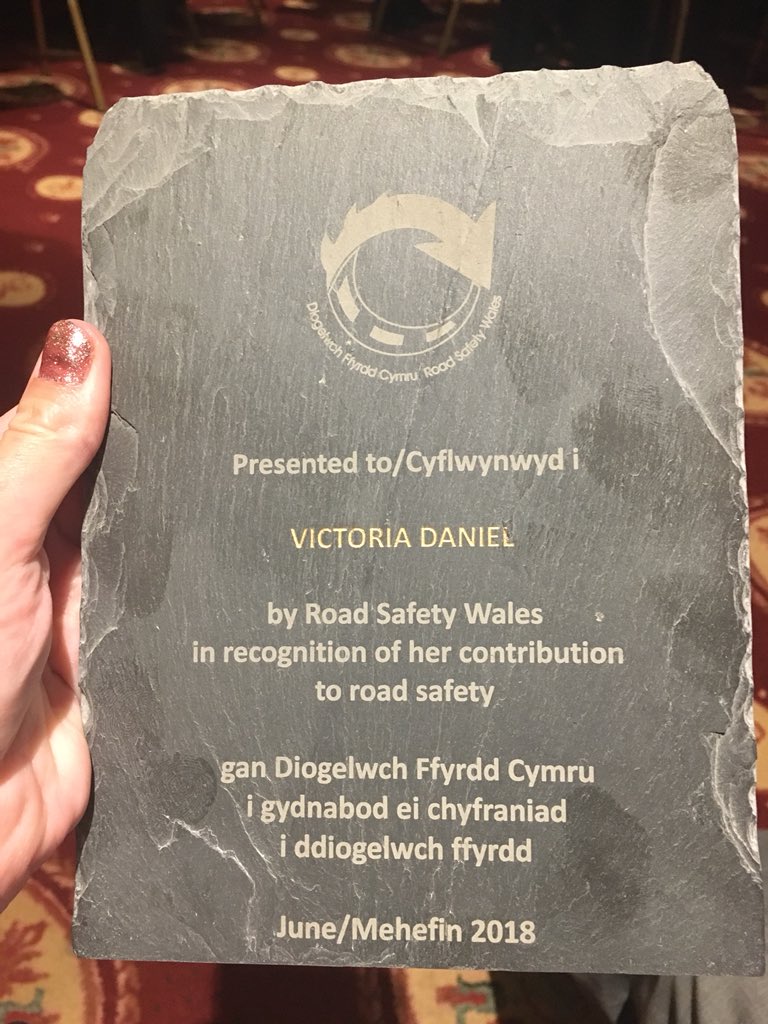 Diogelwch Ffyrdd Cymru Road Safety Wales
Presented to/Cyflwynwyd i
VICTORIA DANIEL
by Road Safety Wales
in recognition of her contribution
to road safety
gan Diogelwch Ffyrdd Cymru
i gydnabod ei chyfraniad
i ddiogelwch ffyrdd
June/Mehefin 2018